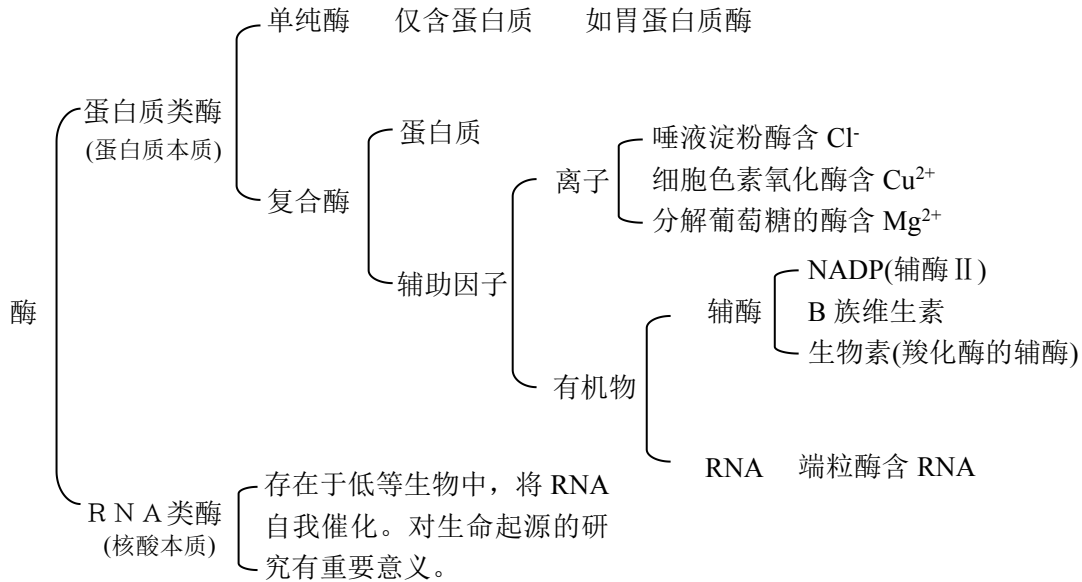 单纯酶 仅含蛋白质 如胃蛋白质酶
蛋白质类酶
(蛋白质本质)
蛋白质
唾液淀粉酶含 Cl-
离子
细胞色素氧化酶含 Cu2+
复合酶
分解葡萄糖的酶含 Mg2+
辅助因子
NADP(辅酶Ⅱ)
酶
辅酶
B 族维生素
生物素(羧化酶的辅酶)
有机物
RNA 端粒酶含 RNA
RNA类酶
(核酸本质)
存在于低等生物中，将 RNA
自我催化。对生命起源的研
究有重要意义。